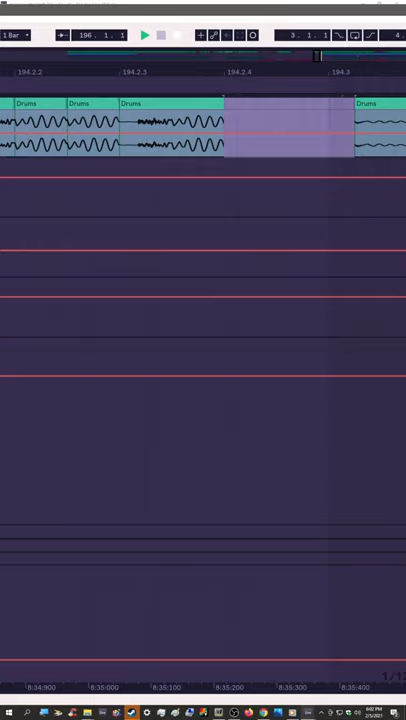 1 Bar
196 . 1 . 1
3 . 1 . 1
4 .
194.2.2
194.2.3
194.2.4
194.3
Drums
Drums
Drums
Drums
8:34:900
8:35:000
8:35:100
8:35:200
8:35:300
8:35:400
6:02 PM
2/5/2021